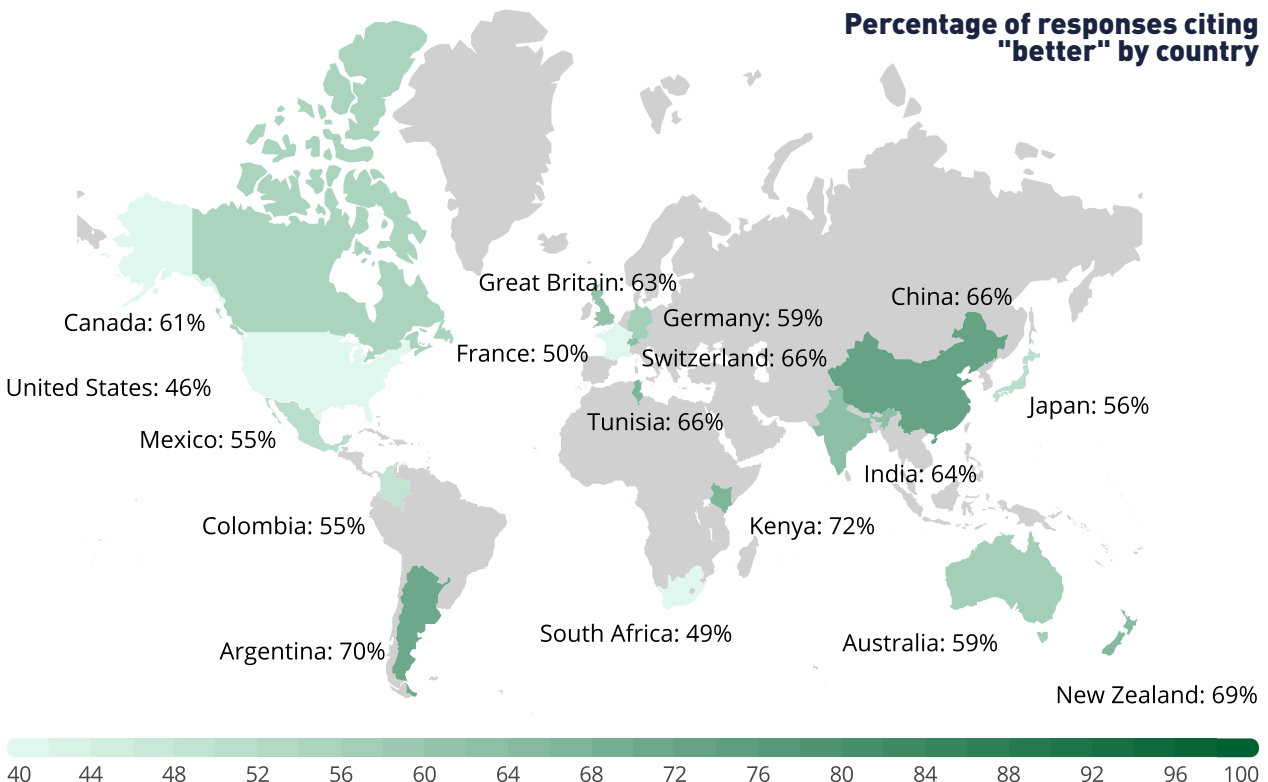 Percentage of responses citing
"better" by country
Great Britain: 63%
China: 66%
Canada: 61%
Germany: 59%
France: 50%
Switzerland: 66%
United States: 46%
Japan: 56%
Tunisia: 66%
Mexico: 55%
India: 64%
Colombia: 55%
Kenya: 72%
South Africa: 49%
Australia: 59%
Argentina: 70%
New Zealand: 69%
40 44 48 52 56 60 64 68 72 76 80 84 88 92 96 100